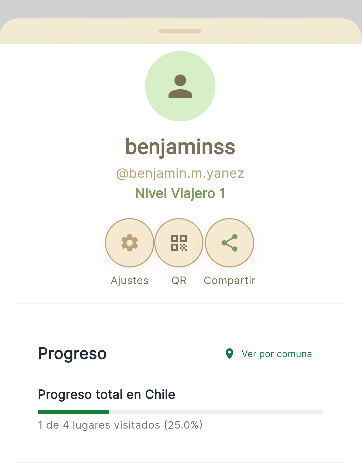 benjaminss
@benjamin.m.yanez
Nivel Viajero 1
Ajustes QR Compartir
Progreso Ver por comuna
Progreso total en Chile
1 de 4 lugares visitados (25.0%)